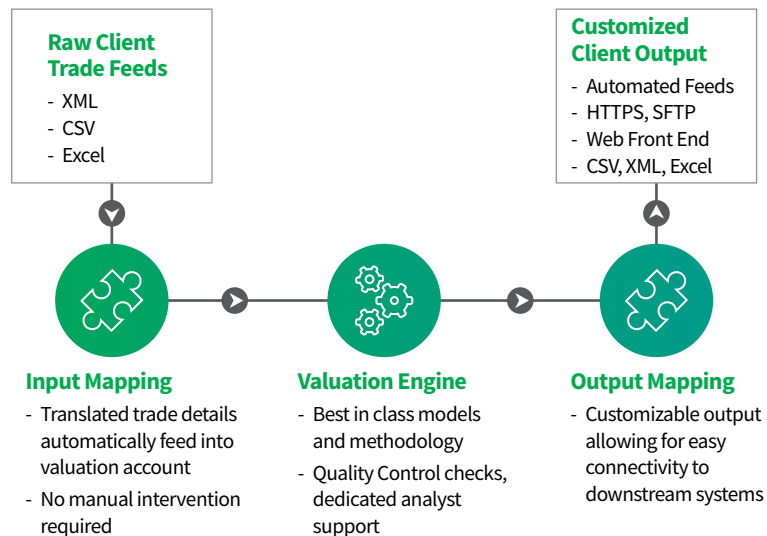 Raw Client
Trade Feeds
- XML
- CSV
- Excel
Customized
Client Output
- Automated Feeds
- HTTPS, SFTP
- Web Front End
- CSV, XML, Excel
Input Mapping
- Translated trade details
automatically feed into
valuation account
- No manual intervention
required
Valuation Engine
- Best in class models
and methodology
- Quality Control checks,
dedicated analyst
support
Output Mapping
- Customizable output
allowing for easy
connectivity to
downstream systems